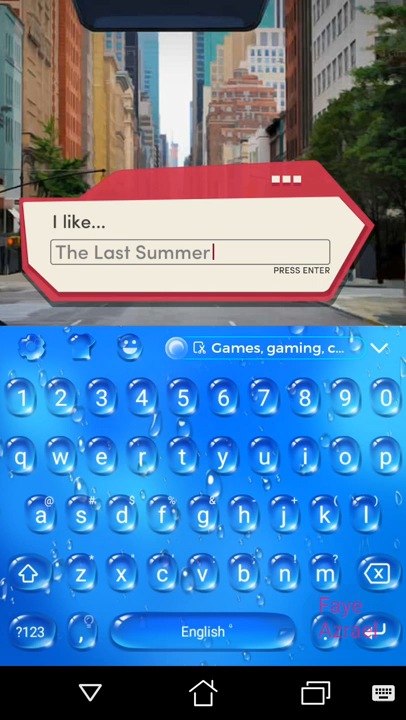 I like...
The Last Summer
PRESS ENTER
Games, gaming, c...
1 2 3 4 5 6 7 8 9 0
q w e r t y u i o p
@ # $ % & - + ( )
a s d f g h j k l
* " ' : ; ! ?
z x c v b n m
?123 , English .
Faye
Azrael